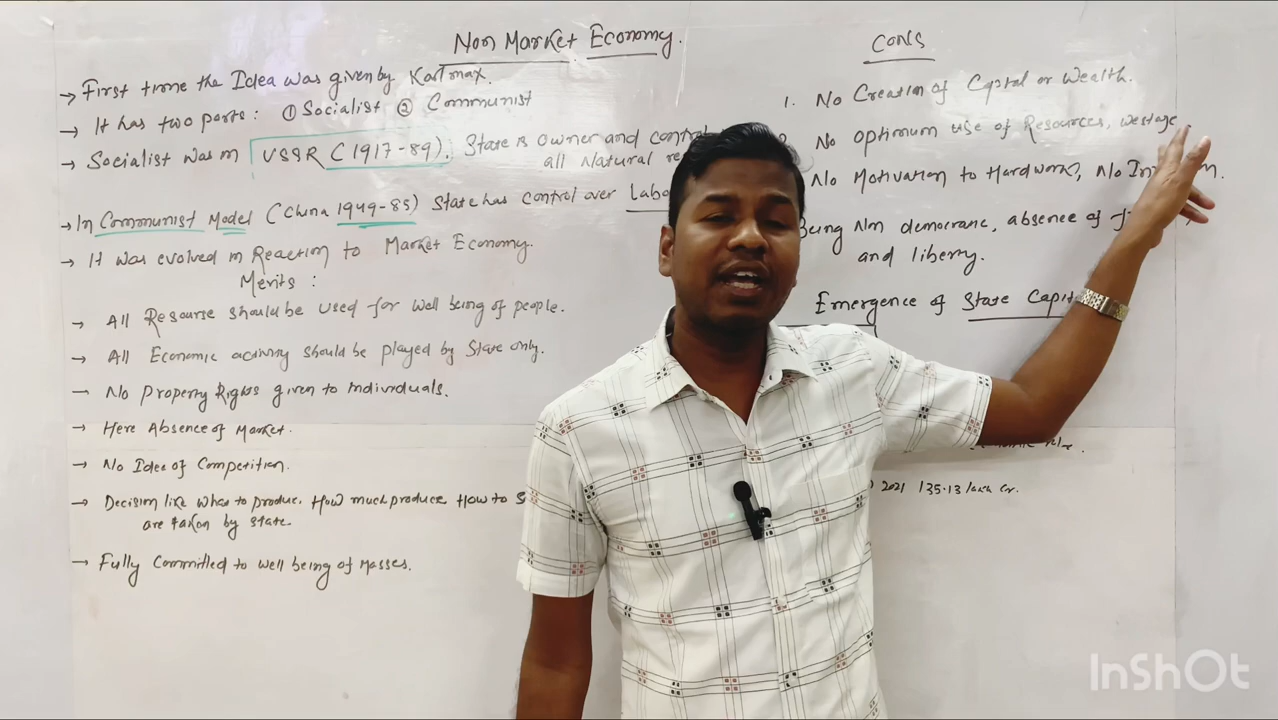 Non Market Economy.
→ First time the Idea was given by Karl max.
→ It has two parts: ① Socialist ② Communist
→ Socialist was in USSR (1917-89). State is owner and
all Natural
→ In Communist Model (China 1949-85) State has control over
→ It was evolved in Reaction to Market Economy.
Merits :
→ All Resourse should be used for well being of people.
→ All Economic activity should be played by State only.
→ No Property Rights given to Individuals.
→ Here Absence of Market.
→ No Idea of Competition.
→ Decision like what to produce. How much produce How to
are taken by state.
→ Fully Committed to well being of Masses.
CONS
1. No Creation of Capital or Wealth.
No optimum use of Resources, westage.
No Motivation to Hardwork, No
Being Non democratic, absence of
and liberty.
Emergence of State
2021 135.13 lakh Cr.
InShOt